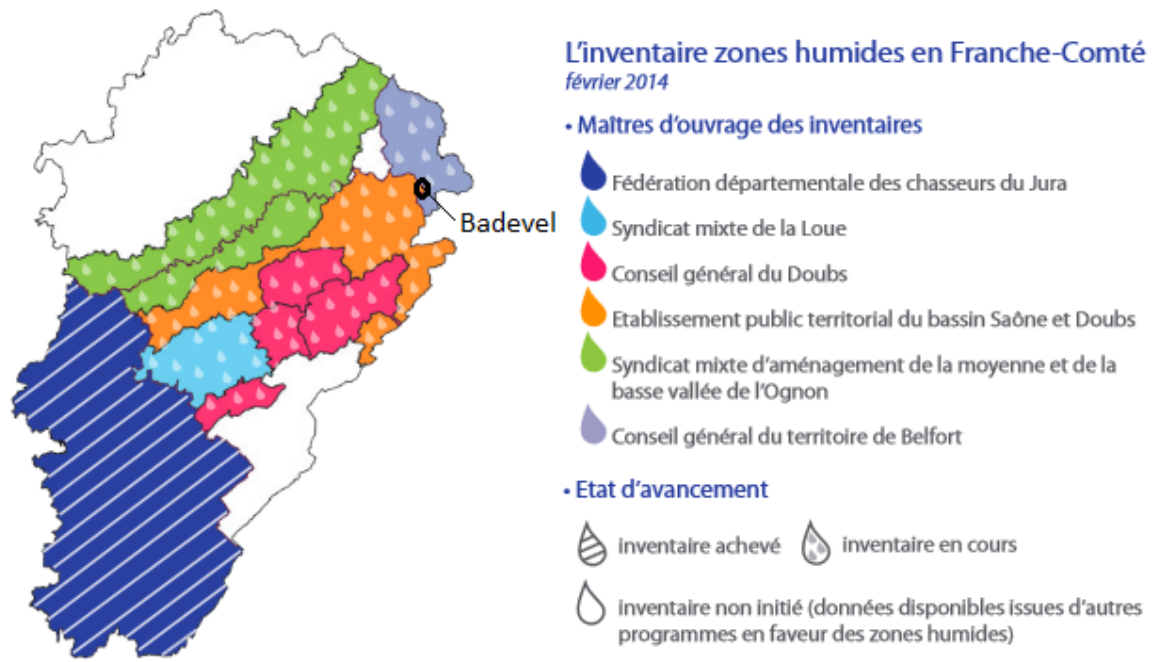 L'inventaire zones humides en Franche-Comté
février 2014
• Maîtres d'ouvrage des inventaires
Fédération départementale des chasseurs du Jura
Syndicat mixte de la Loue
Conseil général du Doubs
Etablissement public territorial du bassin Saône et Doubs
Syndicat mixte d'aménagement de la moyenne et de la
basse vallée de l'Ognon
Conseil général du territoire de Belfort
• Etat d'avancement
inventaire achevé
inventaire en cours
inventaire non initié (données disponibles issues d'autres
programmes en faveur des zones humides)
Badevel